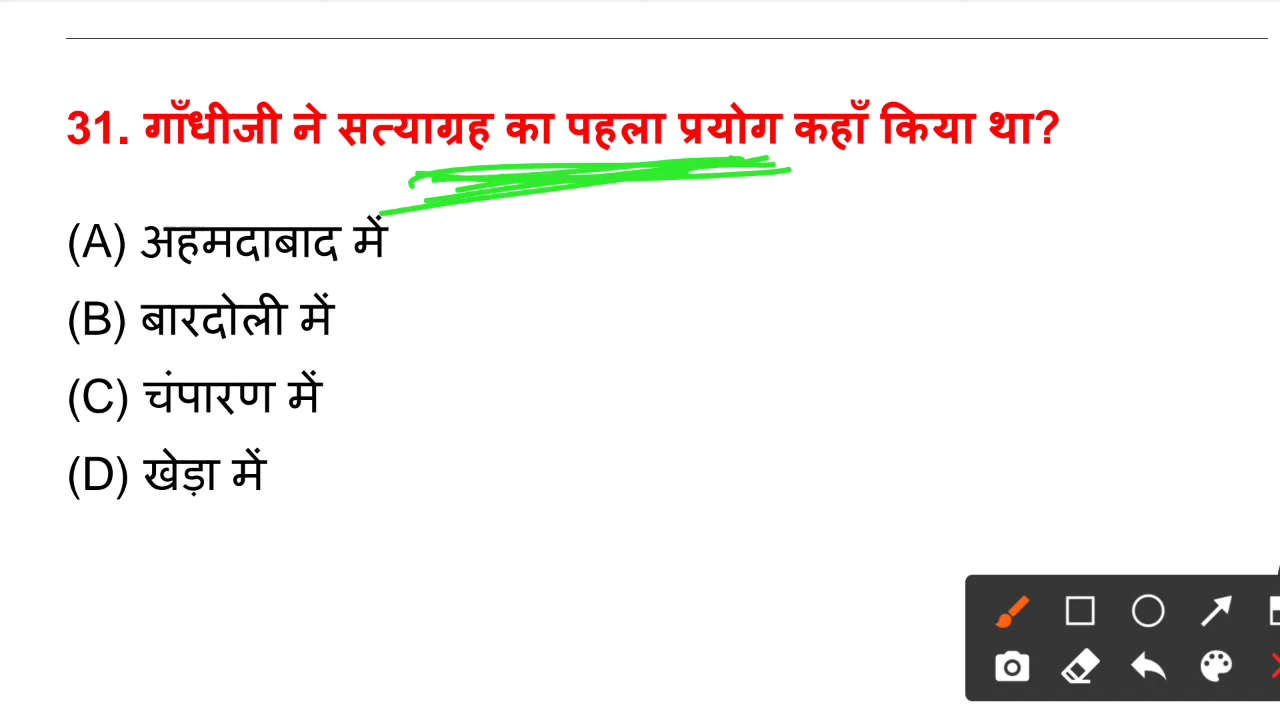 31. गाँधीजी ने सत्याग्रह का पहला प्रयोग कहाँ किया था?
(A) अहमदाबाद में
(B) बारदोली में
(C) चंपारण में
(D) खेड़ा में